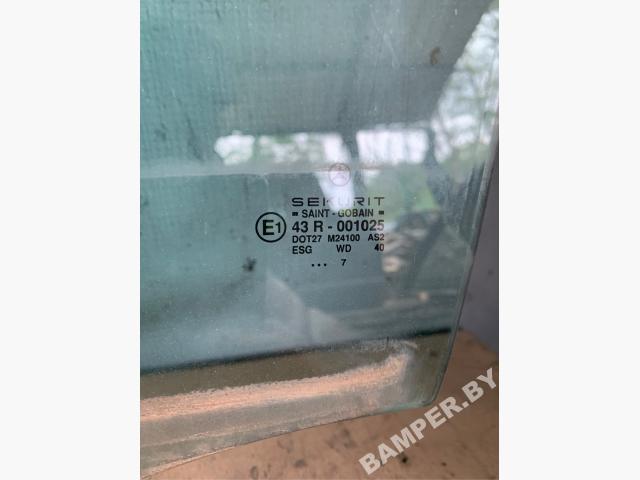 SEKURIT
= SAINT - GOBAIN =
E1 43 R - 001025
DOT27 M24100 AS2
ESG WD 40
... 7
BAMPER.BY